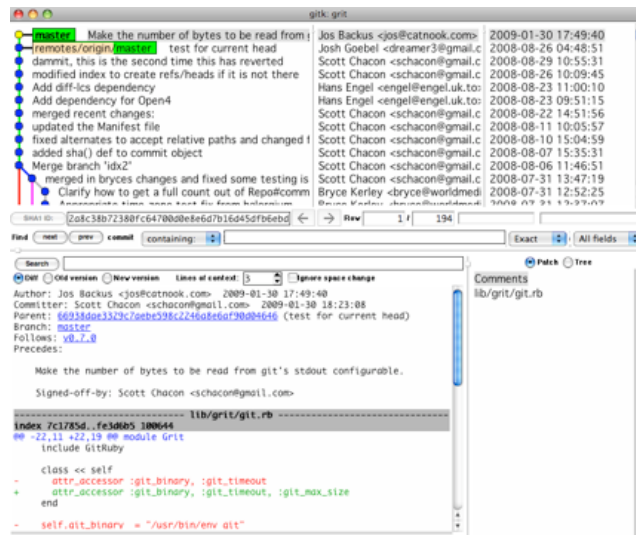 gitk: grit
master Make the number of bytes to be read from Jos Backus <jos@catnook.com> 2009-01-30 17:49:40
remotes/origin/master test for current head Josh Goebel <dreamer3@gmail.c 2008-08-26 04:48:51
dammit, this is the second time this has reverted Scott Chacon <schacon@gmail.c 2008-08-29 10:55:31
modified index to create refs/heads if it is not there Scott Chacon <schacon@gmail.c 2008-08-26 10:09:45
Add diff-lcs dependency Hans Engel <engel@engel.uk.to> 2008-08-23 11:00:10
Add dependency for Open4 Hans Engel <engel@engel.uk.to> 2008-08-23 09:51:15
merged recent changes: Scott Chacon <schacon@gmail.c 2008-08-22 14:51:56
updated the Manifest file Scott Chacon <schacon@gmail.c 2008-08-11 10:05:57
fixed alternates to accept relative paths and changed f Scott Chacon <schacon@gmail.c 2008-08-10 15:04:59
added sha() def to commit object Scott Chacon <schacon@gmail.c 2008-08-07 15:35:31
Merge branch "idx2" Scott Chacon <schacon@gmail.c 2008-08-06 11:46:51
merged in bryces changes and fixed some testing is Scott Chacon <schacon@gmail.c 2008-07-31 13:47:19
Clarify how to get a full count out of Repo#comm Bryce Kerley <bryce@worldmedi 2008-07-31 12:52:25
SHA1 ID: 2d8c38b72380fc64700d0e8e6d7b16d45dfb6ebd ← → Row 1 / 194
Find next prev commit containing: Exact All fields
Search Patch Tree
Diff Old version New version Lines of context: 3 Ignore space change
Comments
lib/grit/git.rb
Author: Jos Backus <jos@catnook.com> 2009-01-30 17:49:40
Committer: Scott Chacon <schacon@gmail.com> 2009-01-30 18:23:08
Parent: 66938dae3329c7aebe598c2246a8e6af90d04646 (test for current head)
Branch: master
Follows: v0.7.0
Precedes:
Make the number of bytes to be read from git's stdout configurable.
Signed-off-by: Scott Chacon <schacon@gmail.com>
lib/grit/git.rb
index 7c1785d..fe3d6b5 100644
@@ -22,11 +22,19 @@ module Grit
include GitRuby
class << self
- attr_accessor :git_binary, :git_timeout
+ attr_accessor :git_binary, :git_timeout, :git_max_size
end
- self.git_binary = "/usr/bin/env git"